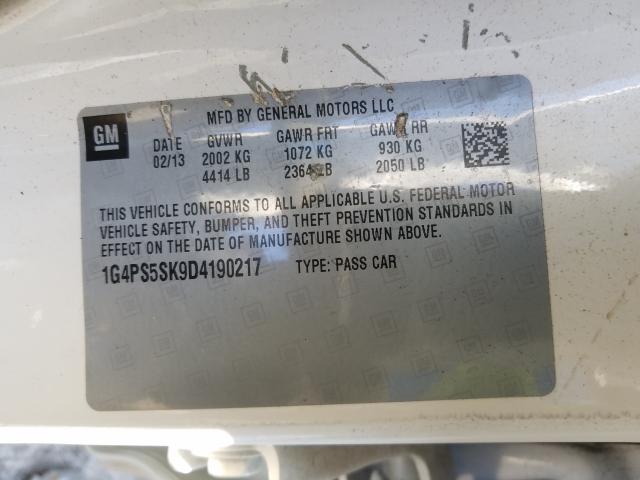 MFD BY GENERAL MOTORS LLC
GM
DATE GVWR GAWR FRT GAWR RR
02/13 2002 KG 1072 KG 930 KG
4414 LB 2364 LB 2050 LB
THIS VEHICLE CONFORMS TO ALL APPLICABLE U.S. FEDERAL MOTOR
VEHICLE SAFETY, BUMPER, AND THEFT PREVENTION STANDARDS IN
EFFECT ON THE DATE OF MANUFACTURE SHOWN ABOVE.
1G4PS5SK9D4190217 TYPE: PASS CAR